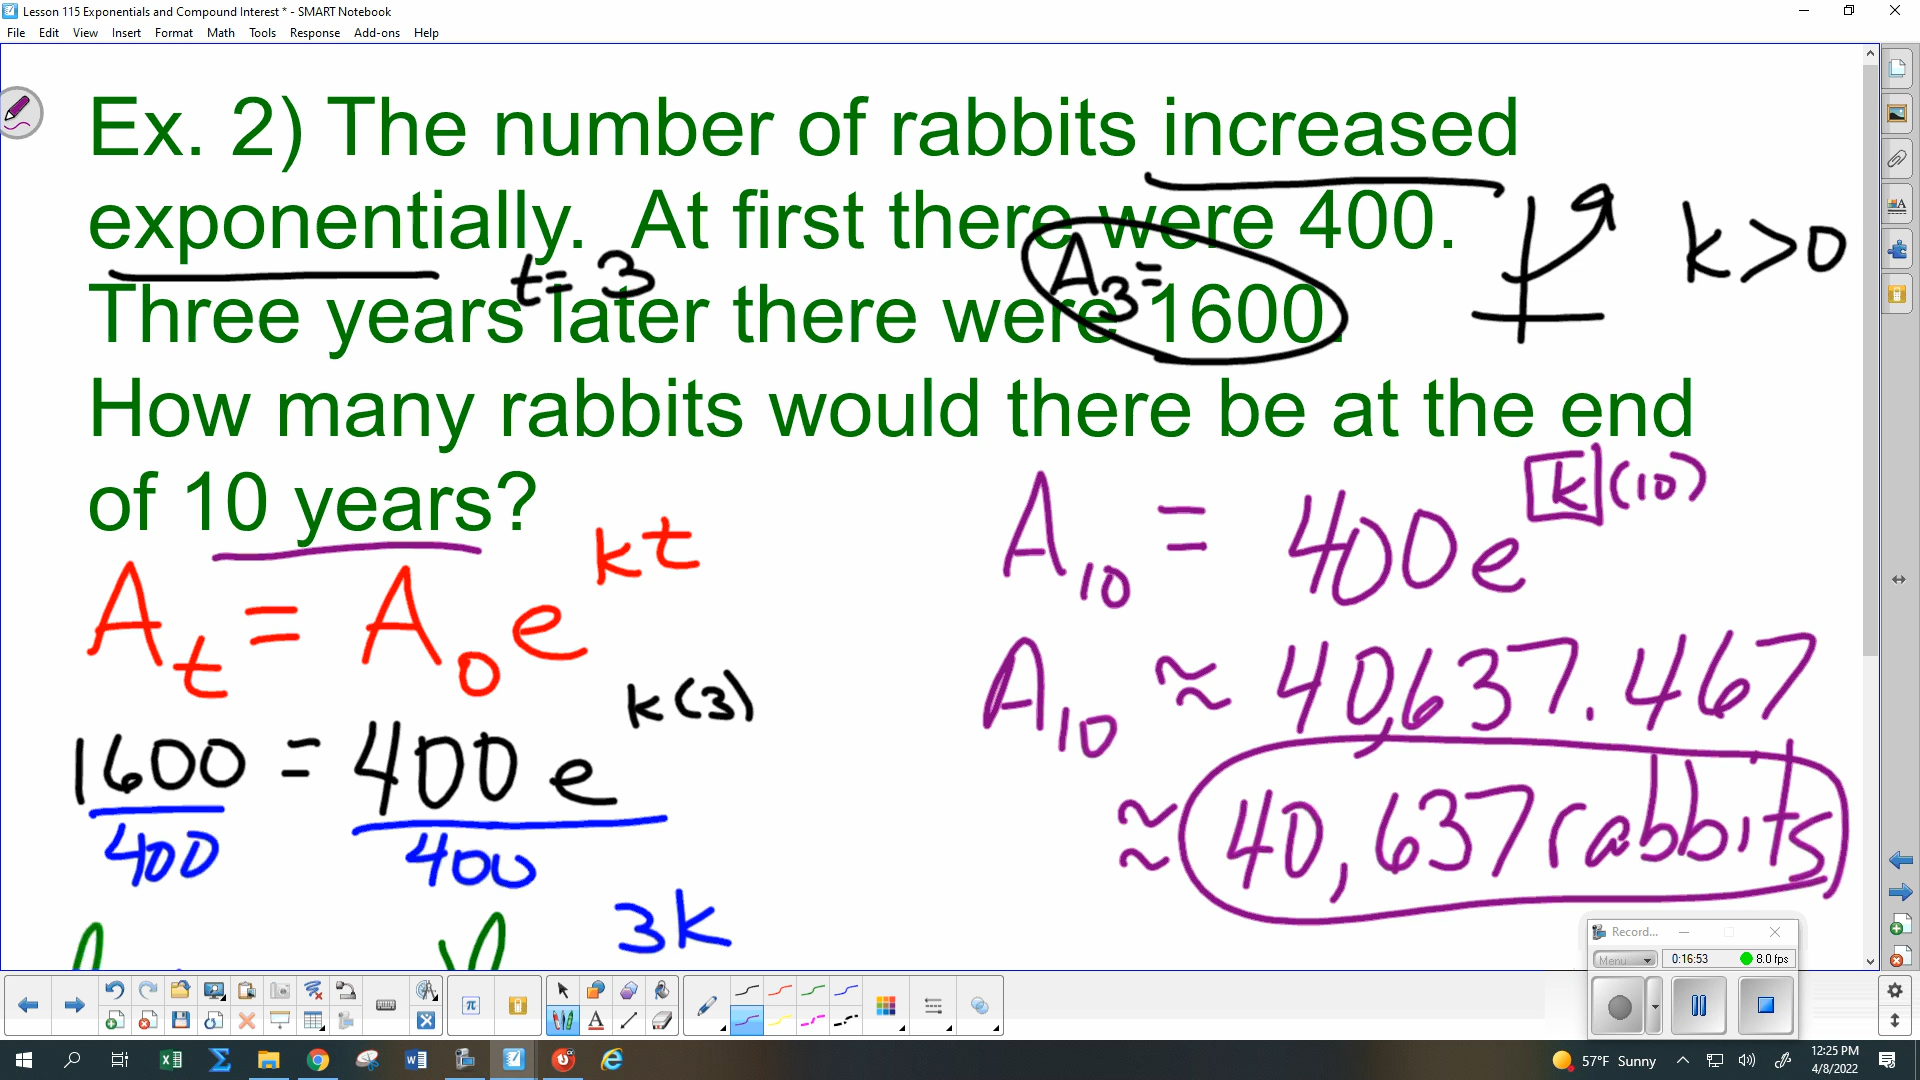 Lesson 115 Exponentials and Compound Interest * - SMART Notebook
File Edit View Insert Format Math Tools Response Add-ons Help
Ex. 2) The number of rabbits increased
exponentially. At first there were 400.
k>0
t= 3
A₃=
Three years later there were 1600.
How many rabbits would there be at the end
of 10 years?
Aₜ = A₀e^kt
1600 = 400e^k(3)
400 400
3k
A₁₀ = 400e^k(10)
A₁₀ ≈ 40,637.467
≈ 40,637 rabbits
Record...
Menu 0:16:53 8.0 fps
57°F Sunny
12:25 PM
4/8/2022